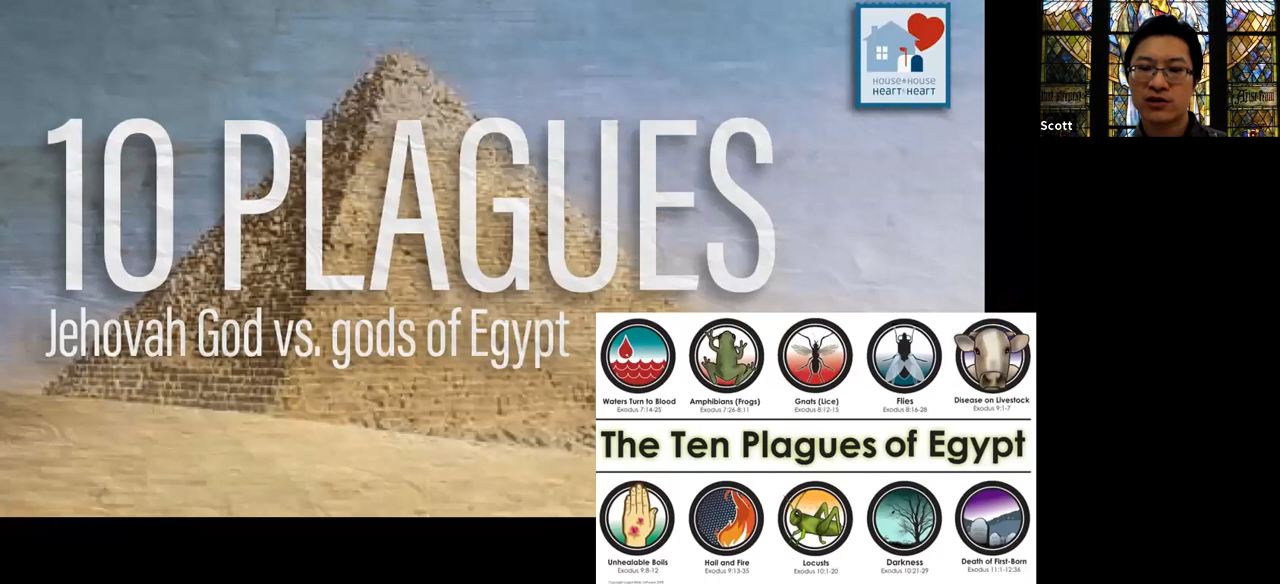 10 PLAGUES
Jehovah God vs. gods of Egypt
HOUSE to HOUSE
HEART to HEART
Scott
Waters Turn to Blood
Exodus 7:14-25
Amphibians (Frogs)
Exodus 7:26-8:11
Gnats (Lice)
Exodus 8:12-15
Flies
Exodus 8:16-28
Disease on Livestock
Exodus 9:1-7
The Ten Plagues of Egypt
Unhealable Boils
Exodus 9:8-12
Hail and Fire
Exodus 9:13-35
Locusts
Exodus 10:1-20
Darkness
Exodus 10:21-29
Death of First-Born
Exodus 11:1-12:36